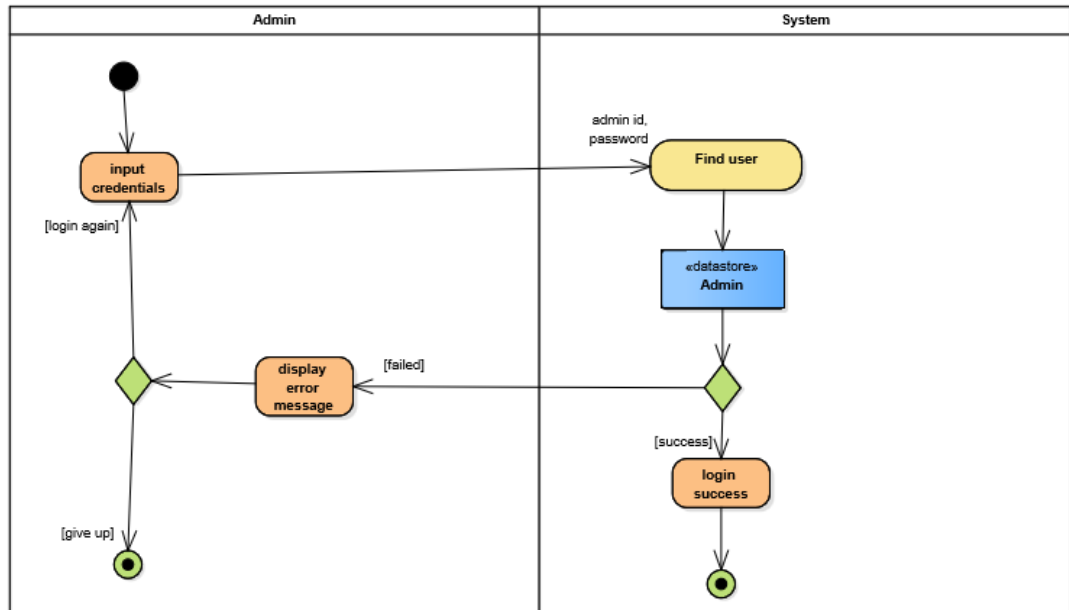 Admin
System
admin id,
password
Find user
input
credentials
[login again]
«datastore»
Admin
[failed]
display
error
message
[success]
login
success
[give up]